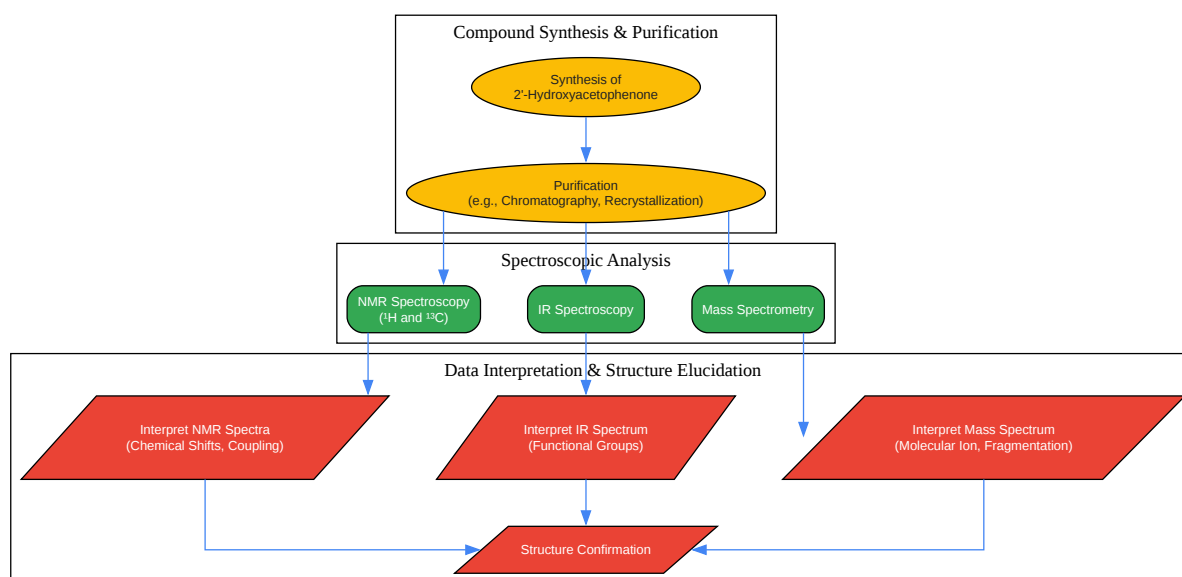 Compound Synthesis & Purification
Synthesis of
2'-Hydroxyacetophenone
Purification
(e.g., Chromatography, Recrystallization)
Spectroscopic Analysis
NMR Spectroscopy
(¹H and ¹³C)
IR Spectroscopy
Mass Spectrometry
Data Interpretation & Structure Elucidation
Interpret NMR Spectra
(Chemical Shifts, Coupling)
Interpret IR Spectrum
(Functional Groups)
Interpret Mass Spectrum
(Molecular Ion, Fragmentation)
Structure Confirmation